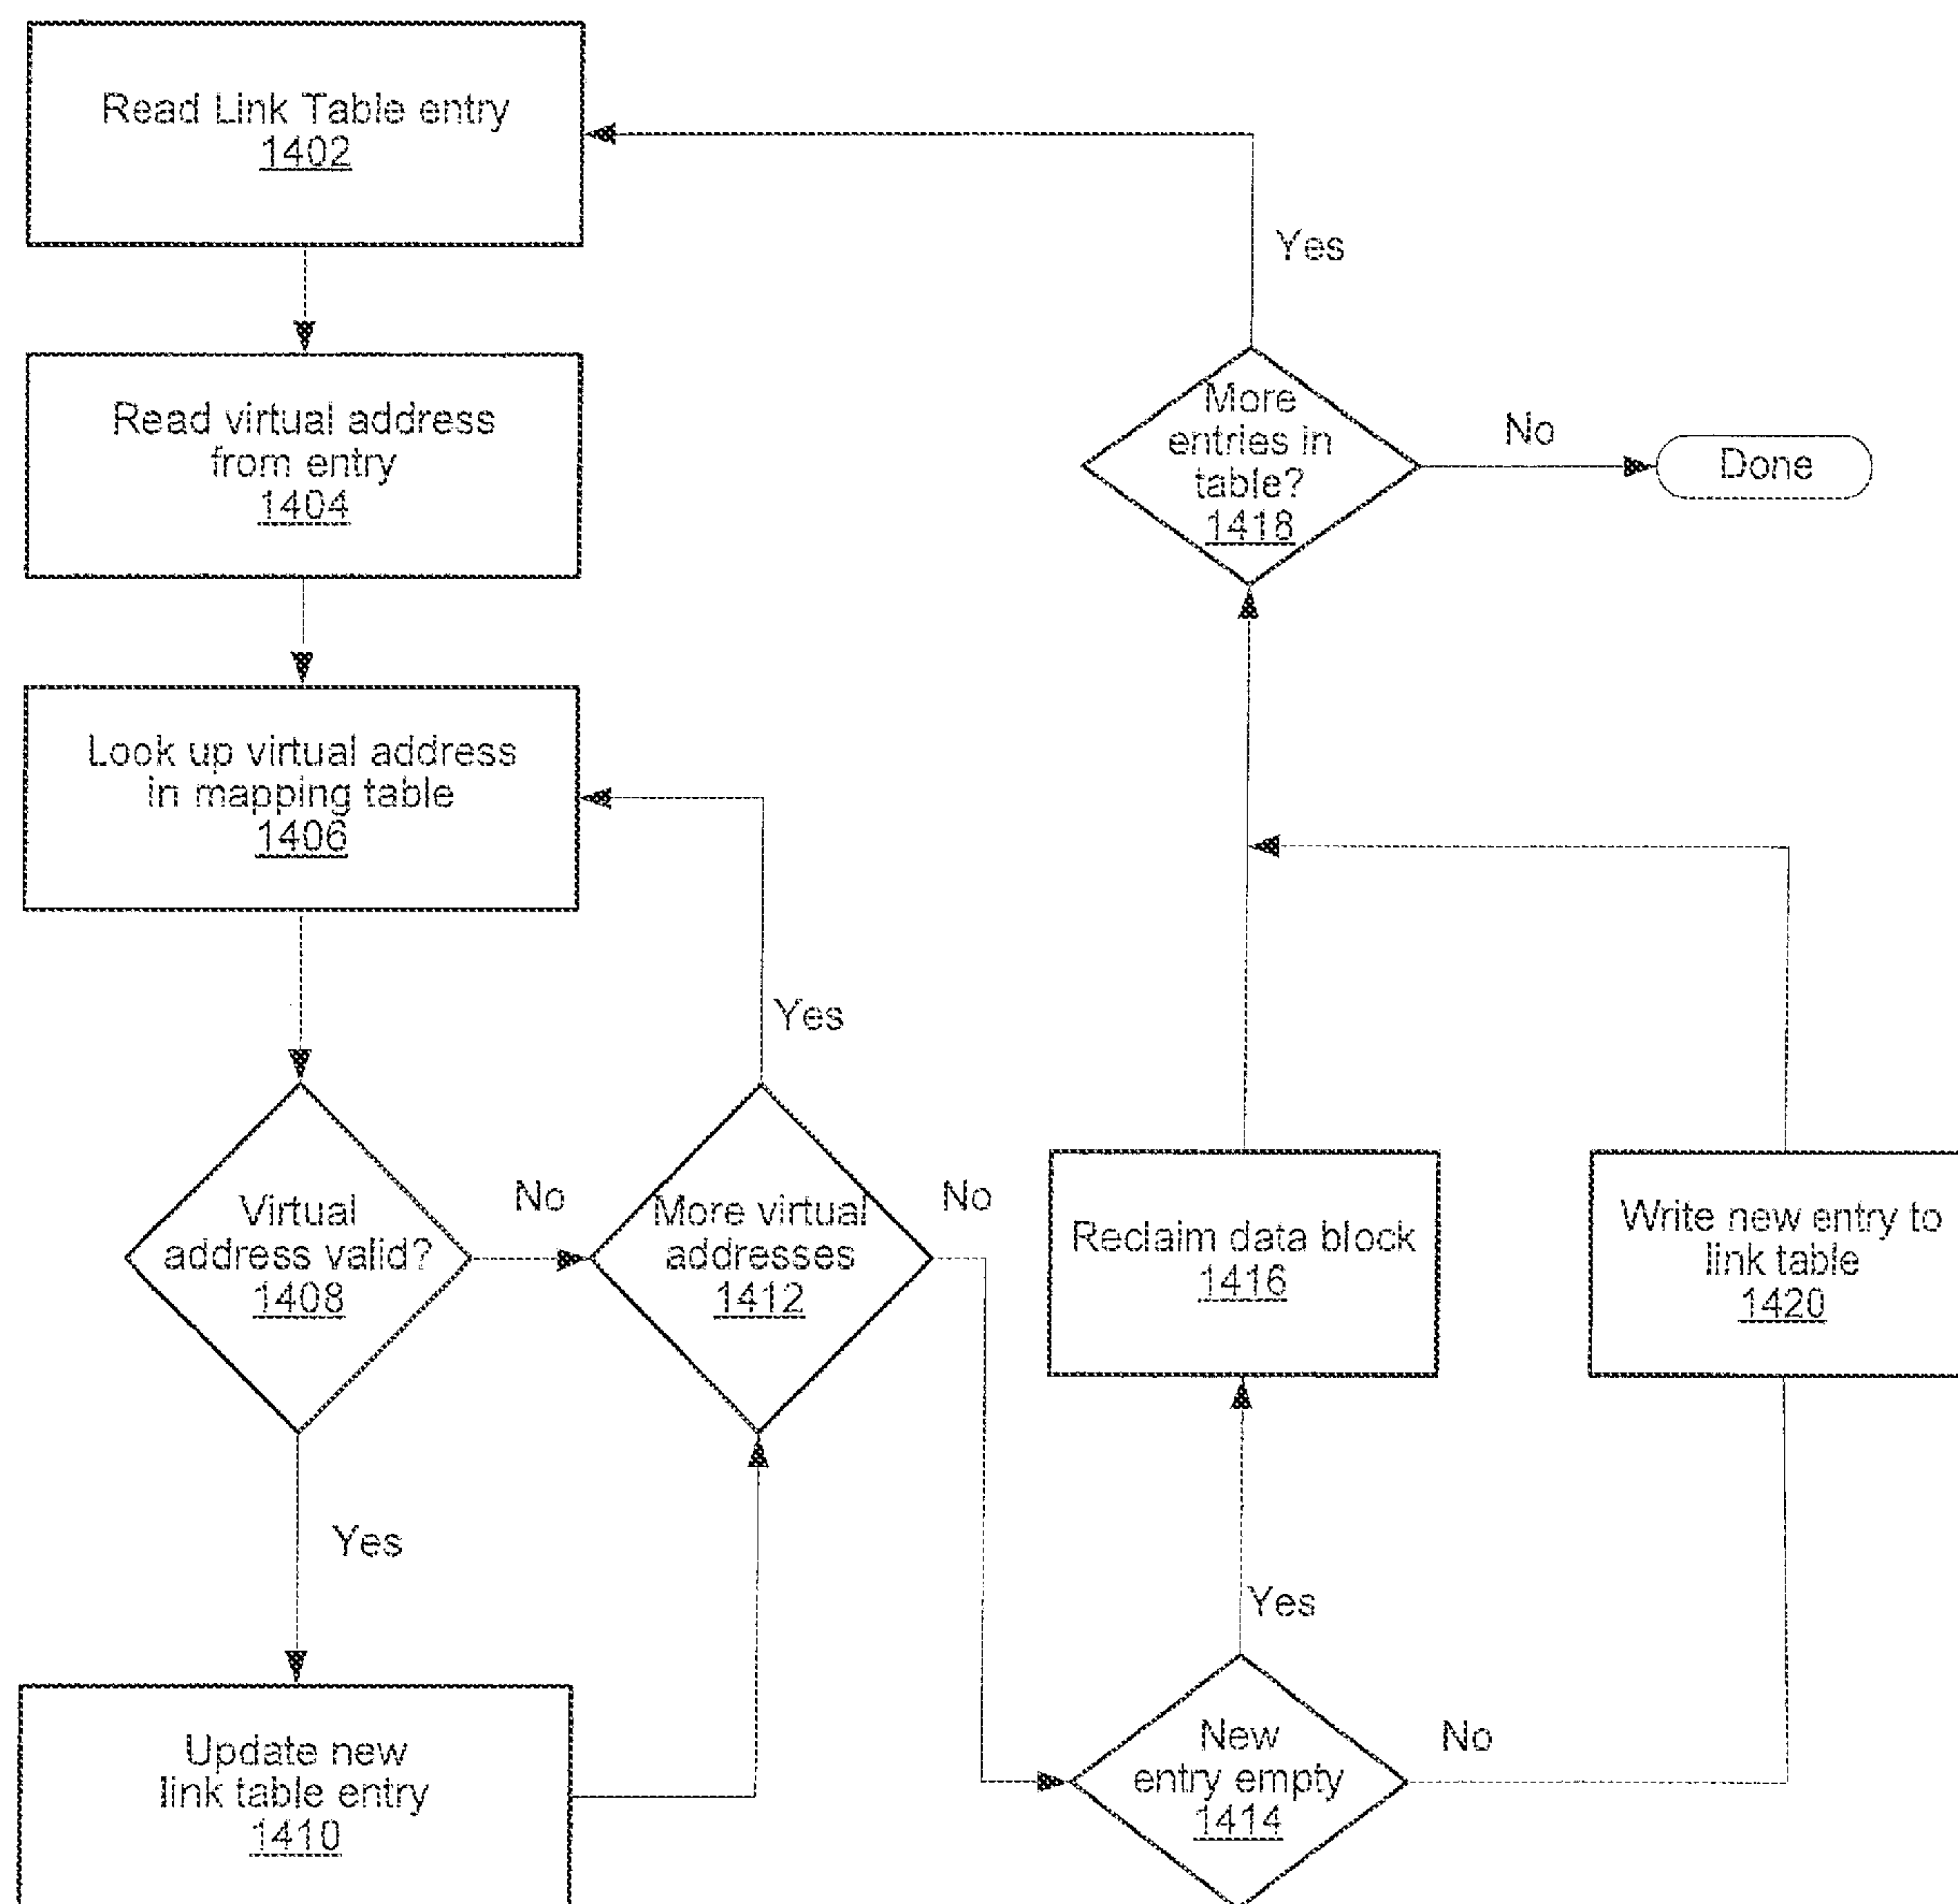 Read Link Table entry
1402
Read virtual address
from entry
1404
Look up virtual address
in mapping table
1406
Virtual
address valid?
1408
No
Yes
Update new
link table entry
1410
More virtual
addresses
1412
Yes
No
New
entry empty
1414
Yes
No
Reclaim data block
1416
Write new entry to
link table
1420
More
entries in
table?
1418
Yes
No
Done